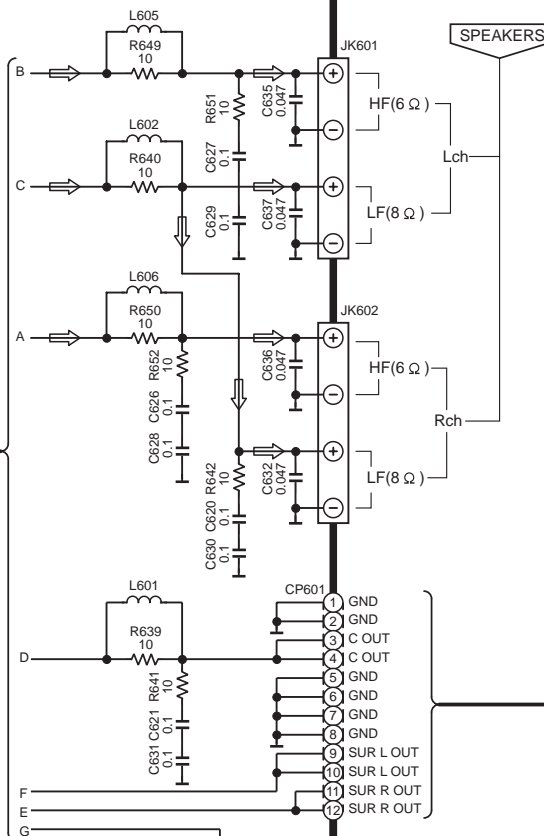 L605
R649
10
B
SPEAKERS
JK601
+
R651
10
C635
0.047
HF(6 Ω)
−
C627
0.1
L602
R640
10
Lch
C
+
C629
0.1
C637
0.047
LF(8 Ω)
−
L606
R650
10
JK602
A
+
R652
10
C636
0.047
HF(6 Ω)
C626
0.1
−
Rch
C628
0.1
+
R642
10
C632
0.047
LF(8 Ω)
C620
0.1
−
C630
0.1
CP601
L601
1 GND
2 GND
R639
10
3 C OUT
D
4 C OUT
R641
10
5 GND
6 GND
C621
0.1
7 GND
8 GND
C631
0.1
9 SUR L OUT
F
10 SUR L OUT
11 SUR R OUT
E
12 SUR R OUT
G